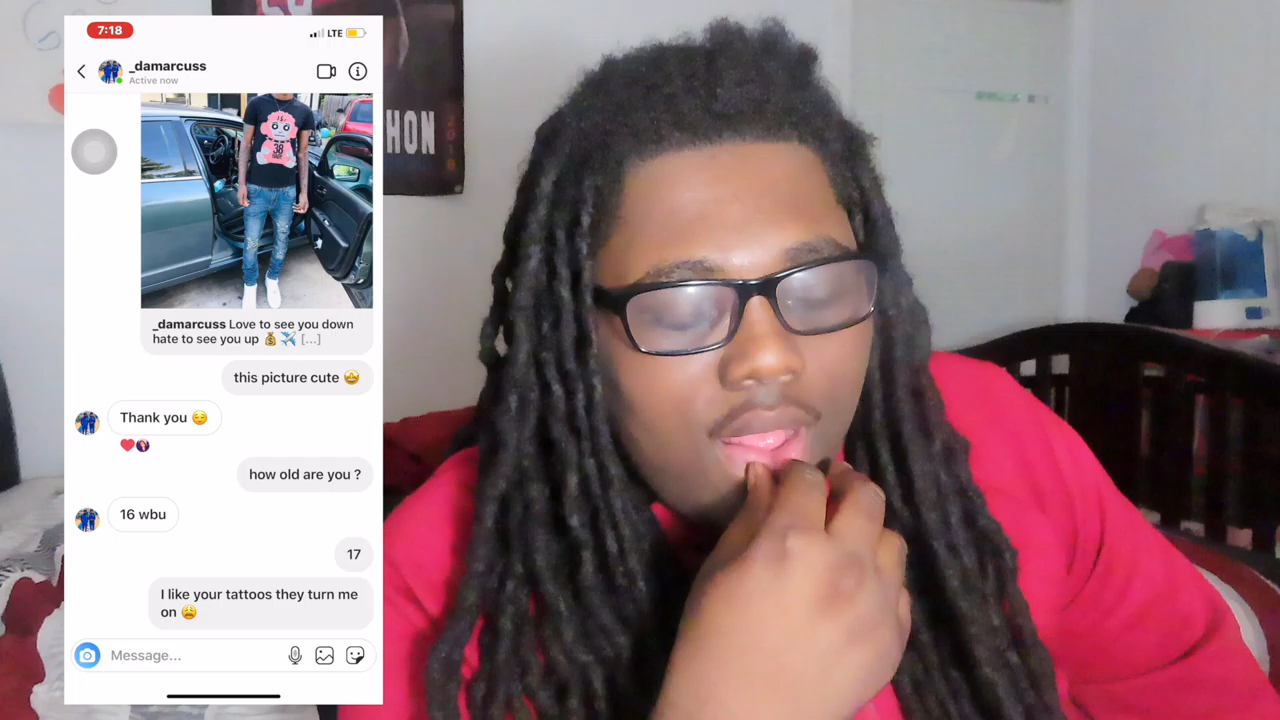 7:18
LTE
_damarcuss
Active now
38
_damarcuss Love to see you down
hate to see you up 💰 ✈️ [...]
this picture cute 🤩
Thank you 😌
how old are you ?
16 wbu
17
I like your tattoos they turn me
on 😩
Message...
HON
2018